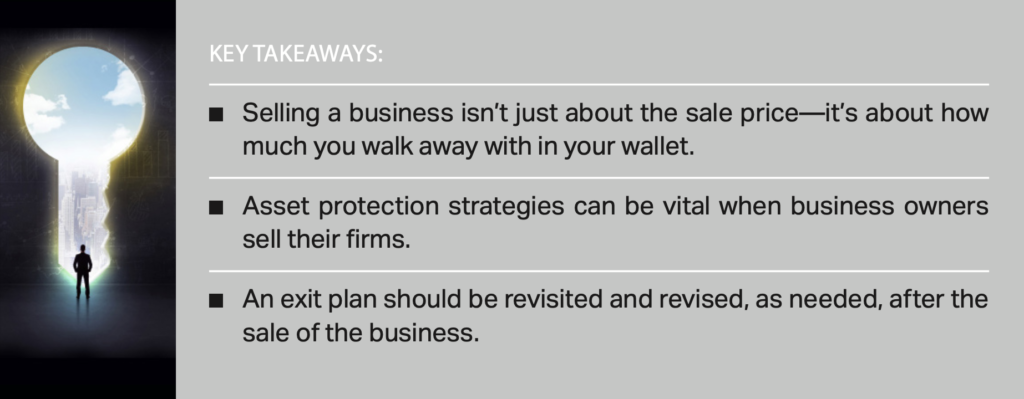 KEY TAKEAWAYS:
■ Selling a business isn’t just about the sale price—it’s about how
much you walk away with in your wallet.
■ Asset protection strategies can be vital when business owners
sell their firms.
■ An exit plan should be revisited and revised, as needed, after the
sale of the business.